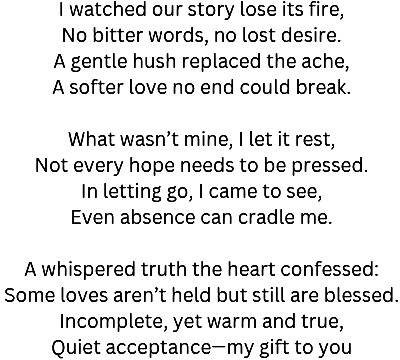 I watched our story lose its fire,
No bitter words, no lost desire.
A gentle hush replaced the ache,
A softer love no end could break.
What wasn’t mine, I let it rest,
Not every hope needs to be pressed.
In letting go, I came to see,
Even absence can cradle me.
A whispered truth the heart confessed:
Some loves aren’t held but still are blessed.
Incomplete, yet warm and true,
Quiet acceptance—my gift to you